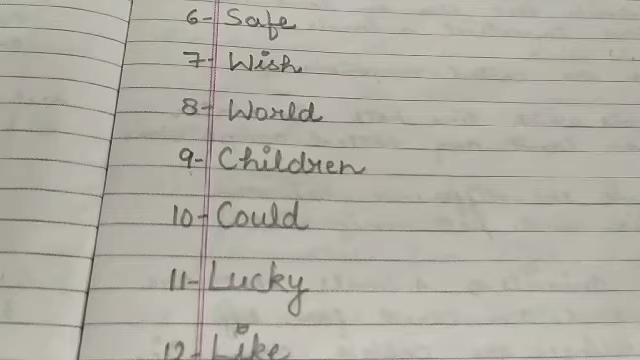 6- Safe
7- Wish
8- World
9- Children
10- Could
11- Lucky
12- Like